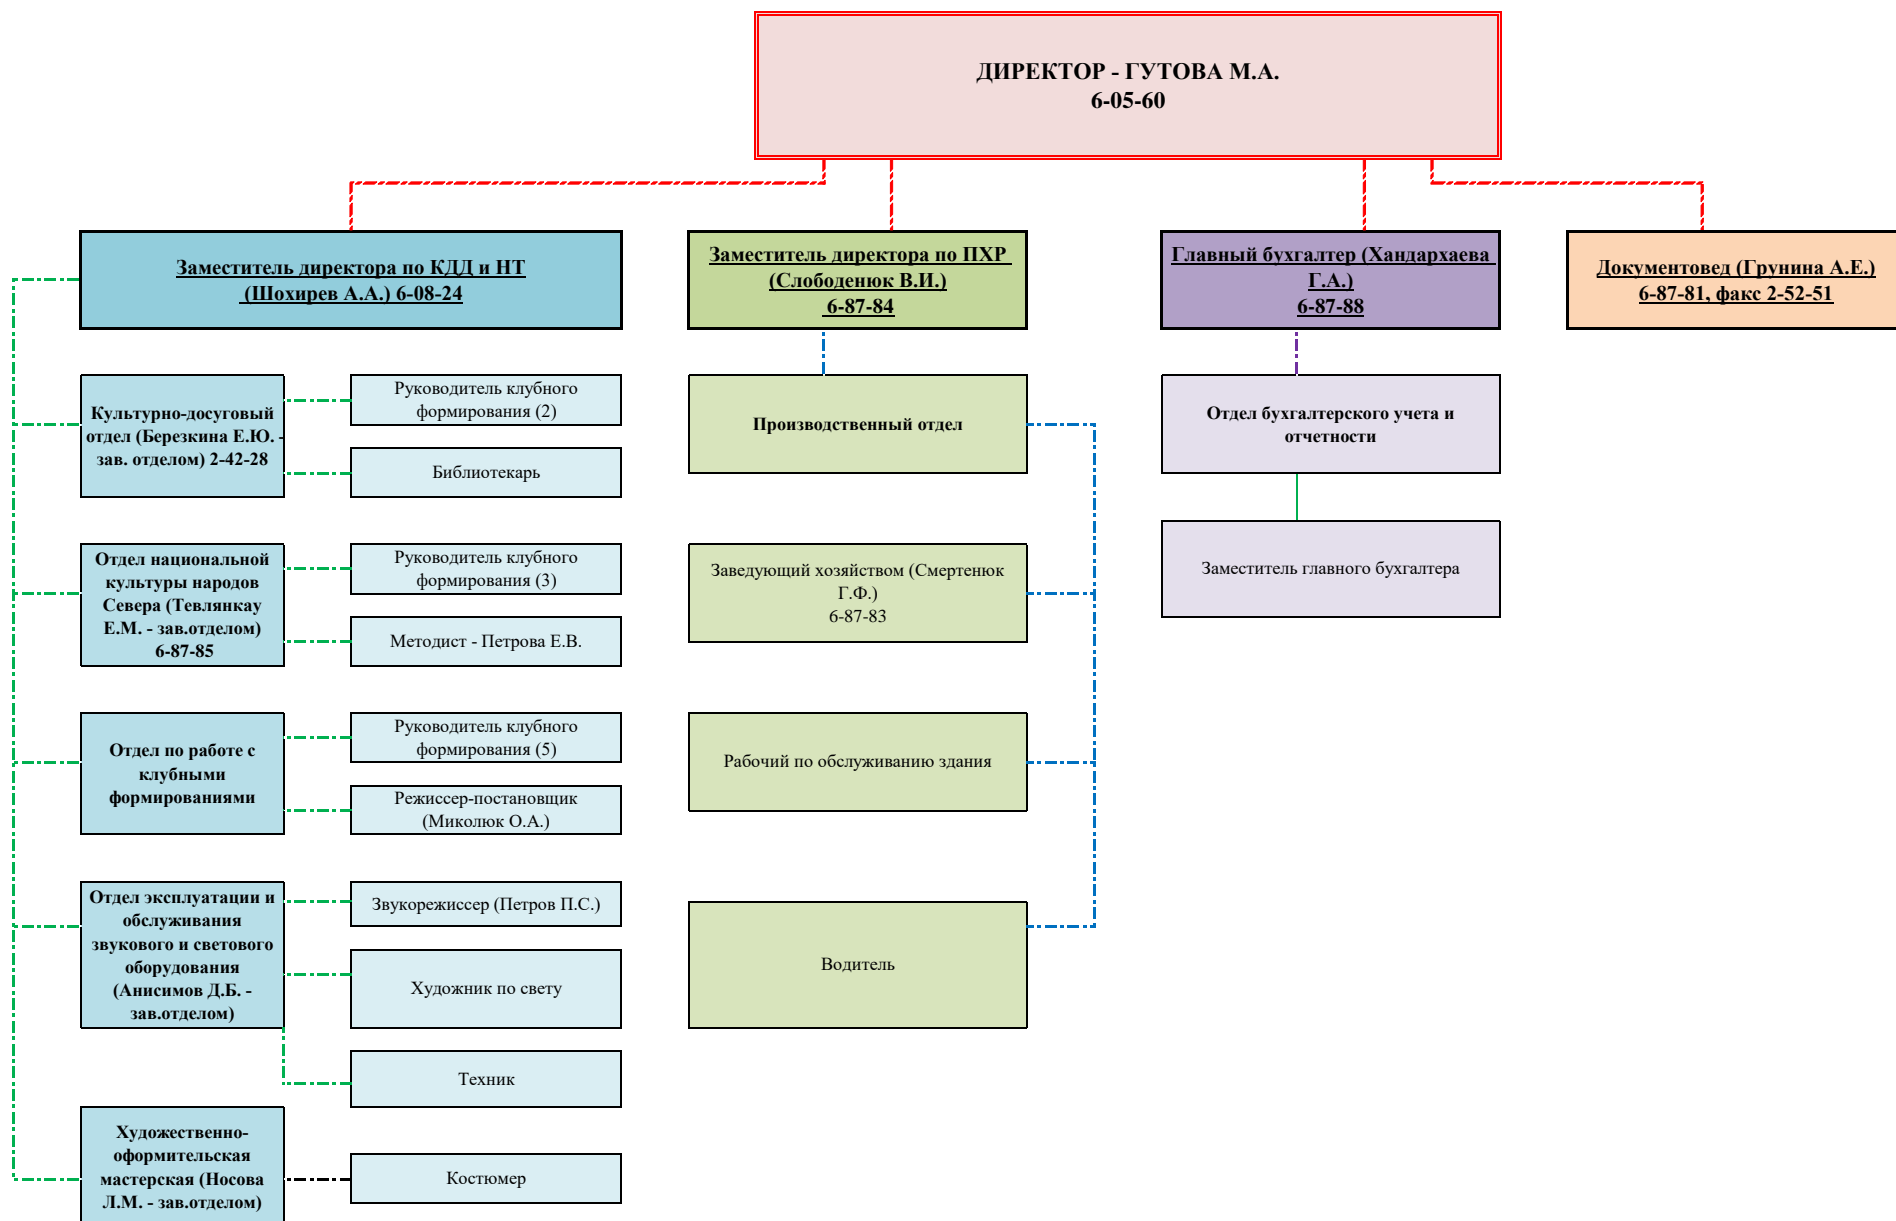 ДИРЕКТОР - ГУТОВА М.А.
6-05-60
Заместитель директора по КДД и НТ
(Шохирев А.А.) 6-08-24
Заместитель директора по ПХР
(Слободенюк В.И.)
6-87-84
Главный бухгалтер (Хандархаева
Г.А.)
6-87-88
Документовед (Грунина А.Е.)
6-87-81, факс 2-52-51
Культурно-досуговый
отдел (Березкина Е.Ю. -
зав. отделом) 2-42-28
Руководитель клубного
формирования (2)
Библиотекарь
Отдел национальной
культуры народов
Севера (Тевлянкау
Е.М. - зав.отделом)
6-87-85
Руководитель клубного
формирования (3)
Методист - Петрова Е.В.
Отдел по работе с
клубными
формированиями
Руководитель клубного
формирования (5)
Режиссер-постановщик
(Миколюк О.А.)
Отдел эксплуатации и
обслуживания
звукового и светового
оборудования
(Анисимов Д.Б. -
зав.отделом)
Звукорежиссер (Петров П.С.)
Художник по свету
Техник
Художественно-
оформительская
мастерская (Носова
Л.М. - зав.отделом)
Костюмер
Производственный отдел
Заведующий хозяйством (Смертенюк
Г.Ф.)
6-87-83
Рабочий по обслуживанию здания
Водитель
Отдел бухгалтерского учета и
отчетности
Заместитель главного бухгалтера